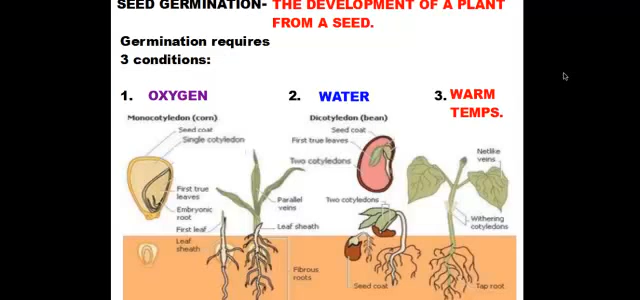 SEED GERMINATION- THE DEVELOPMENT OF A PLANT
FROM A SEED.
Germination requires
3 conditions:
1. OXYGEN
2. WATER
3. WARM
TEMPS.
Monocotyledon (corn)
Seed coat
Single cotyledon
First true
leaves
Embryonic
root
First leaf
Leaf
sheath
Parallel
veins
Leaf sheath
Fibrous
roots
Dicotyledon (bean)
Seed coat
First true leaves
Two cotyledons
Two cotyledons
Seed coat
Netlike
veins
Withering
cotyledons
Tap root